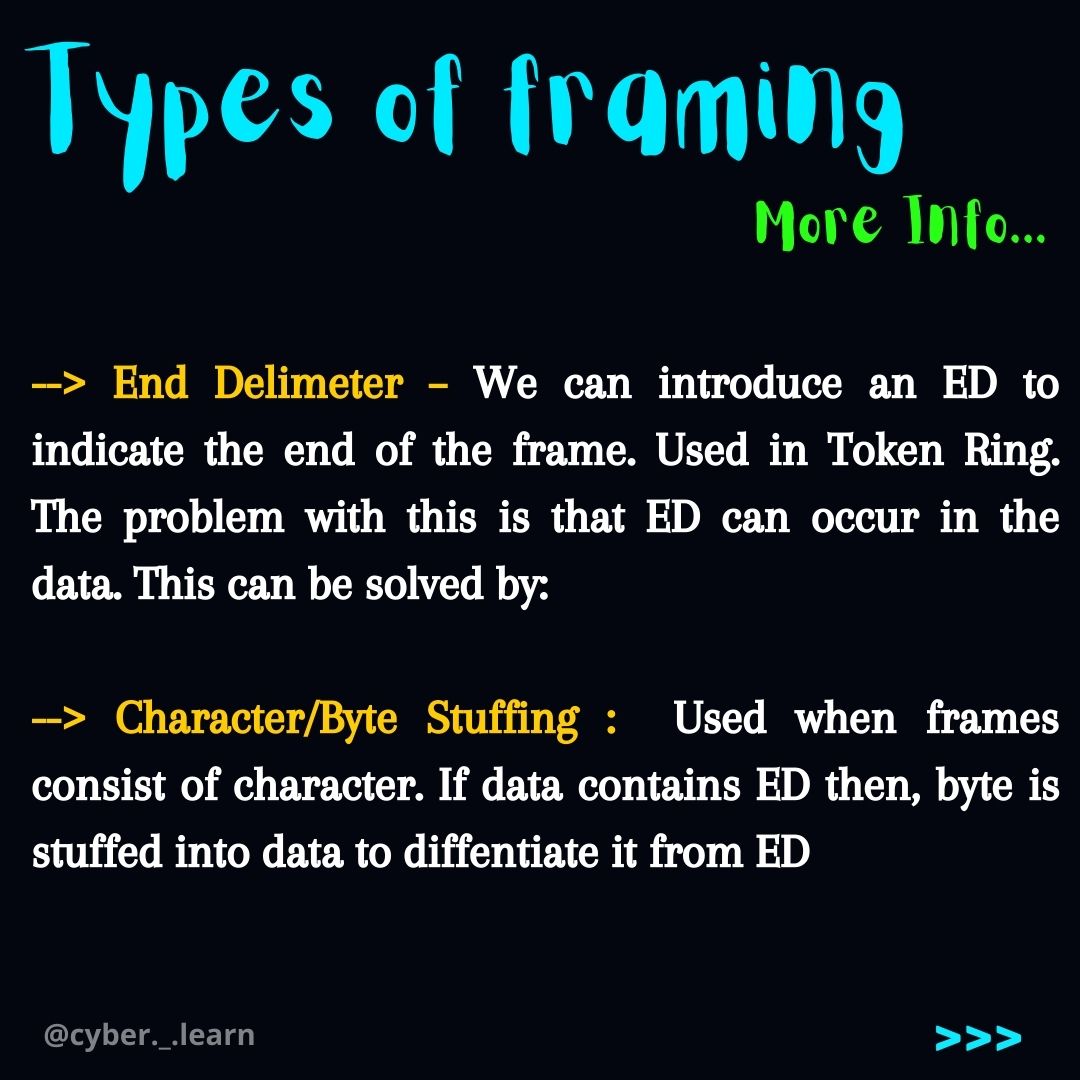 Types of framing
More Info...
--> End Delimeter – We can introduce an ED to
indicate the end of the frame. Used in Token Ring.
The problem with this is that ED can occur in the
data. This can be solved by:
--> Character/Byte Stuffing : Used when frames
consist of character. If data contains ED then, byte is
stuffed into data to diffentiate it from ED
@cyber._.learn
>>>